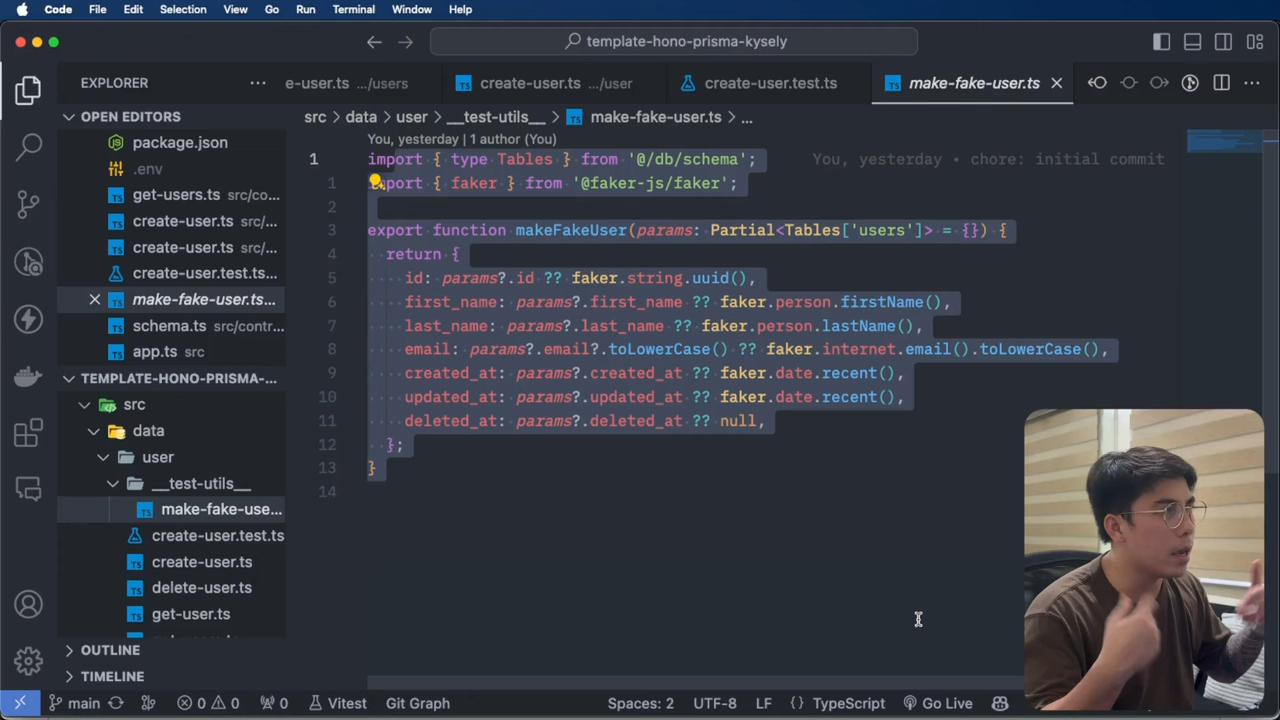 Code File Edit Selection View Go Run Terminal Window Help
template-hono-prisma-kysely
EXPLORER
e-user.ts .../users
create-user.ts .../user
create-user.test.ts
make-fake-user.ts
OPEN EDITORS
package.json
.env
get-users.ts src/co...
create-user.ts src/...
create-user.ts src/...
create-user.test.ts...
make-fake-user.ts...
schema.ts src/contr...
app.ts src
TEMPLATE-HONO-PRISMA-...
src
data
user
__test-utils__
make-fake-use...
create-user.test.ts
create-user.ts
delete-user.ts
get-user.ts
OUTLINE
TIMELINE
src > data > user > __test-utils__ > make-fake-user.ts > ...
You, yesterday | 1 author (You)
1 import { type Tables } from '@/db/schema'; You, yesterday • chore: initial commit
1 import { faker } from '@faker-js/faker';
2
3 export function makeFakeUser(params: Partial<Tables['users']> = {}) {
4 return {
5 id: params?.id ?? faker.string.uuid(),
6 first_name: params?.first_name ?? faker.person.firstName(),
7 last_name: params?.last_name ?? faker.person.lastName(),
8 email: params?.email?.toLowerCase() ?? faker.internet.email().toLowerCase(),
9 created_at: params?.created_at ?? faker.date.recent(),
10 updated_at: params?.updated_at ?? faker.date.recent(),
11 deleted_at: params?.deleted_at ?? null,
12 };
13 }
14
main 0 0 0 Vitest Git Graph Spaces: 2 UTF-8 LF {} TypeScript Go Live